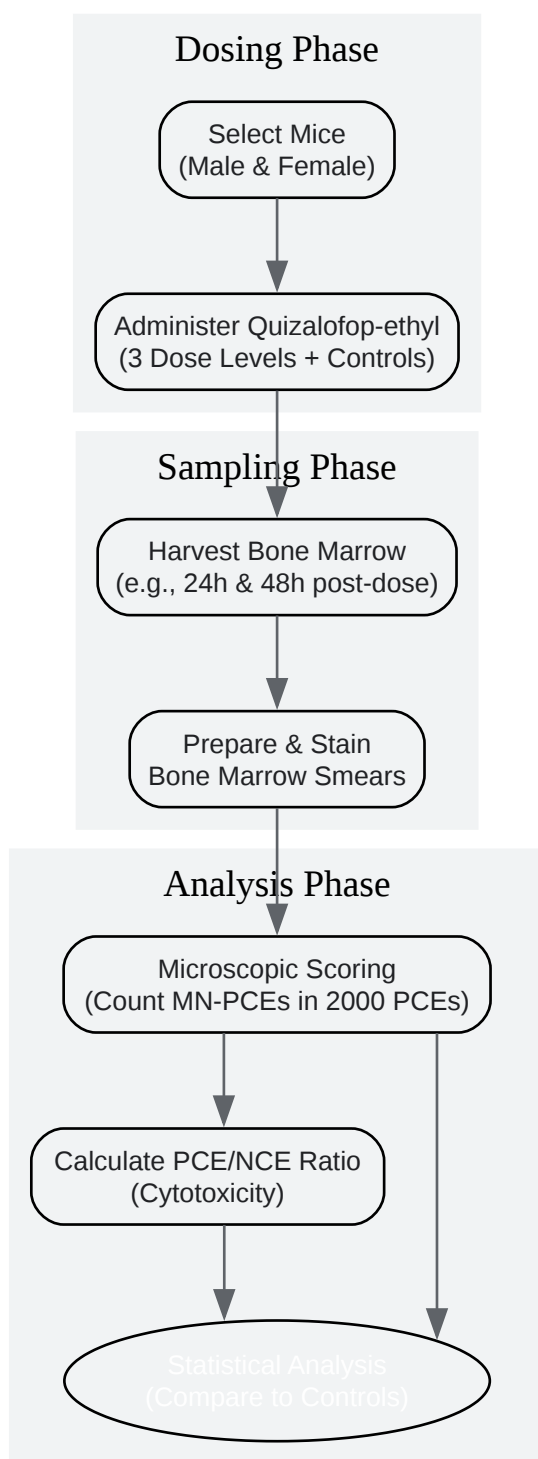 Dosing Phase
Select Mice
(Male & Female)
Administer Quizalofop-ethyl
(3 Dose Levels + Controls)
Sampling Phase
Harvest Bone Marrow
(e.g., 24h & 48h post-dose)
Prepare & Stain
Bone Marrow Smears
Analysis Phase
Microscopic Scoring
(Count MN-PCEs in 2000 PCEs)
Calculate PCE/NCE Ratio
(Cytotoxicity)
Statistical Analysis
(Compare to Controls)